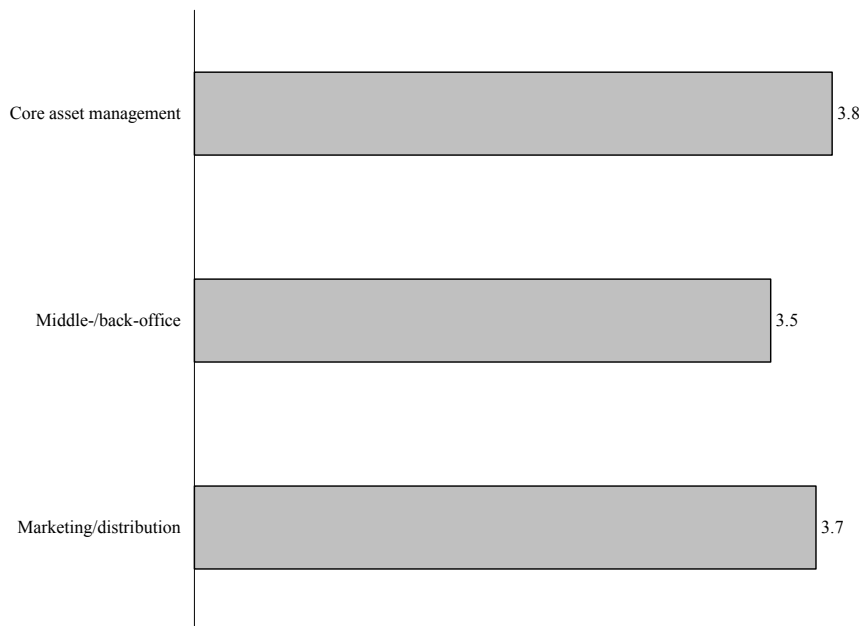 Core asset management
3.8
Middle-/back-office
3.5
Marketing/distribution
3.7